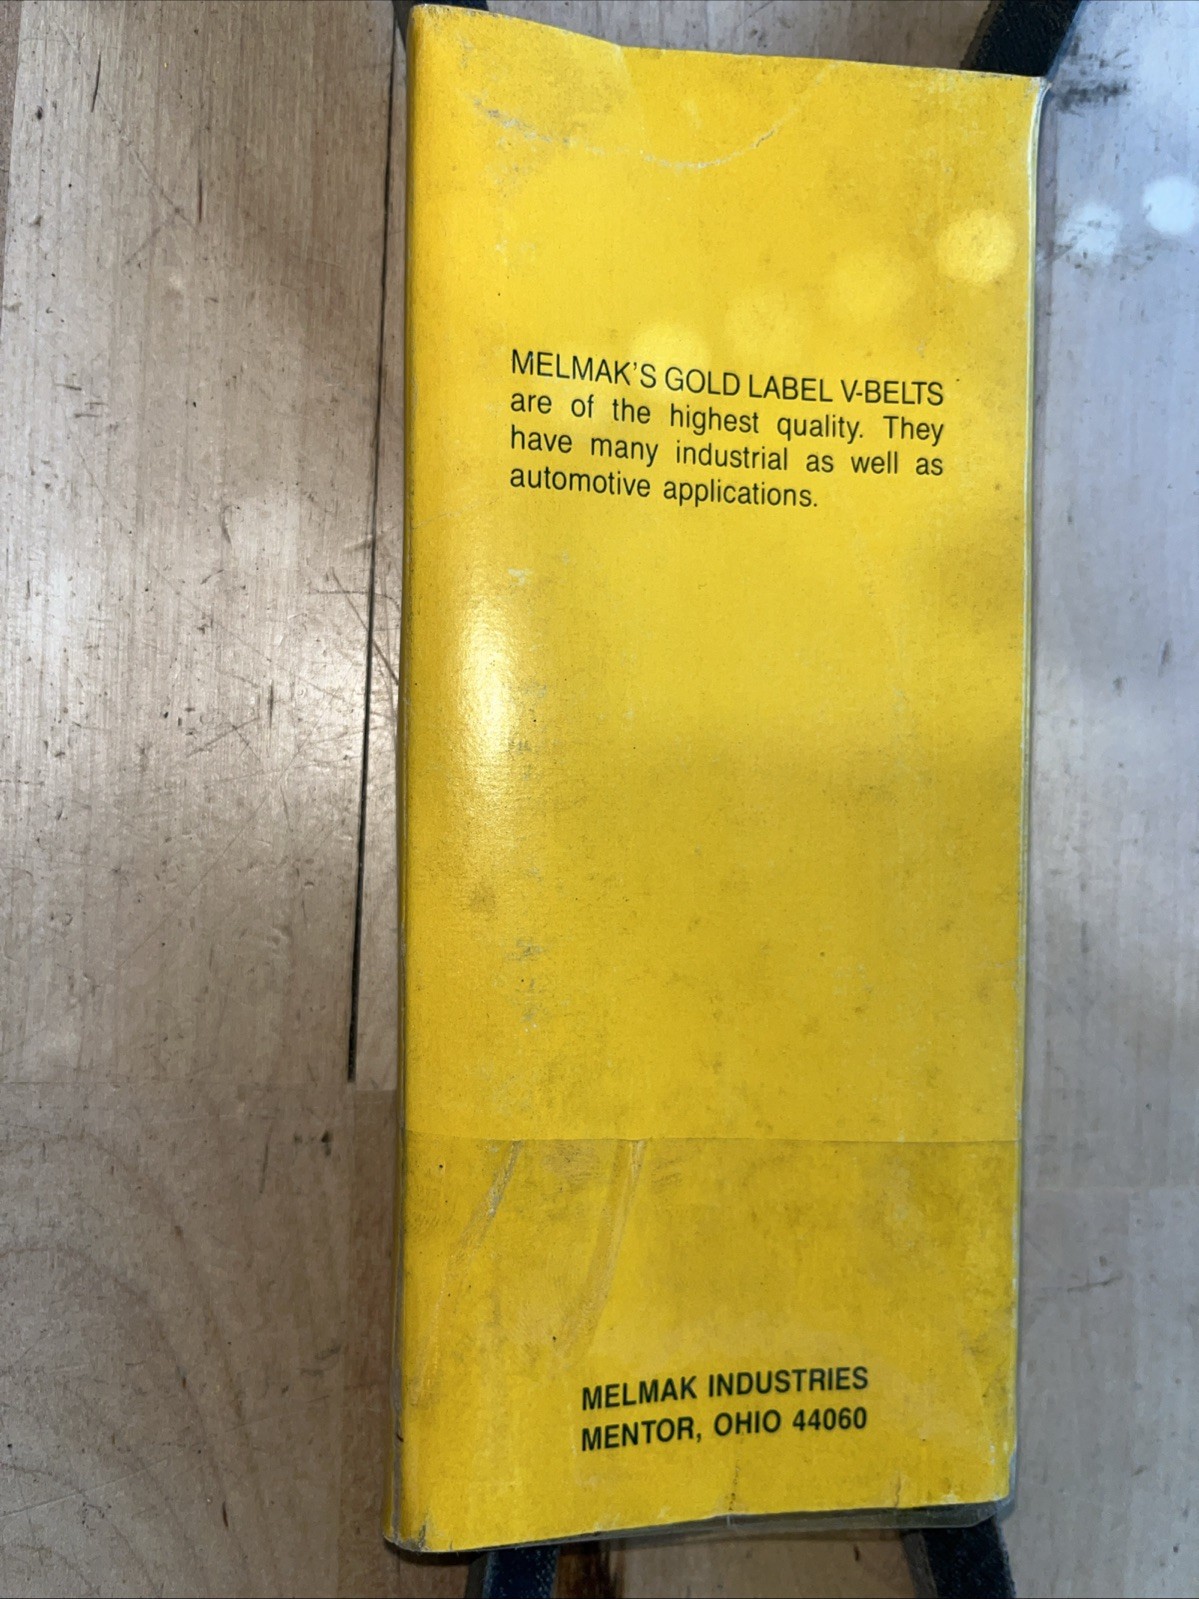 MELMAK'S GOLD LABEL V-BELTS
are of the highest quality. They
have many industrial as well as
automotive applications.
MELMAK INDUSTRIES
MENTOR, OHIO 44060